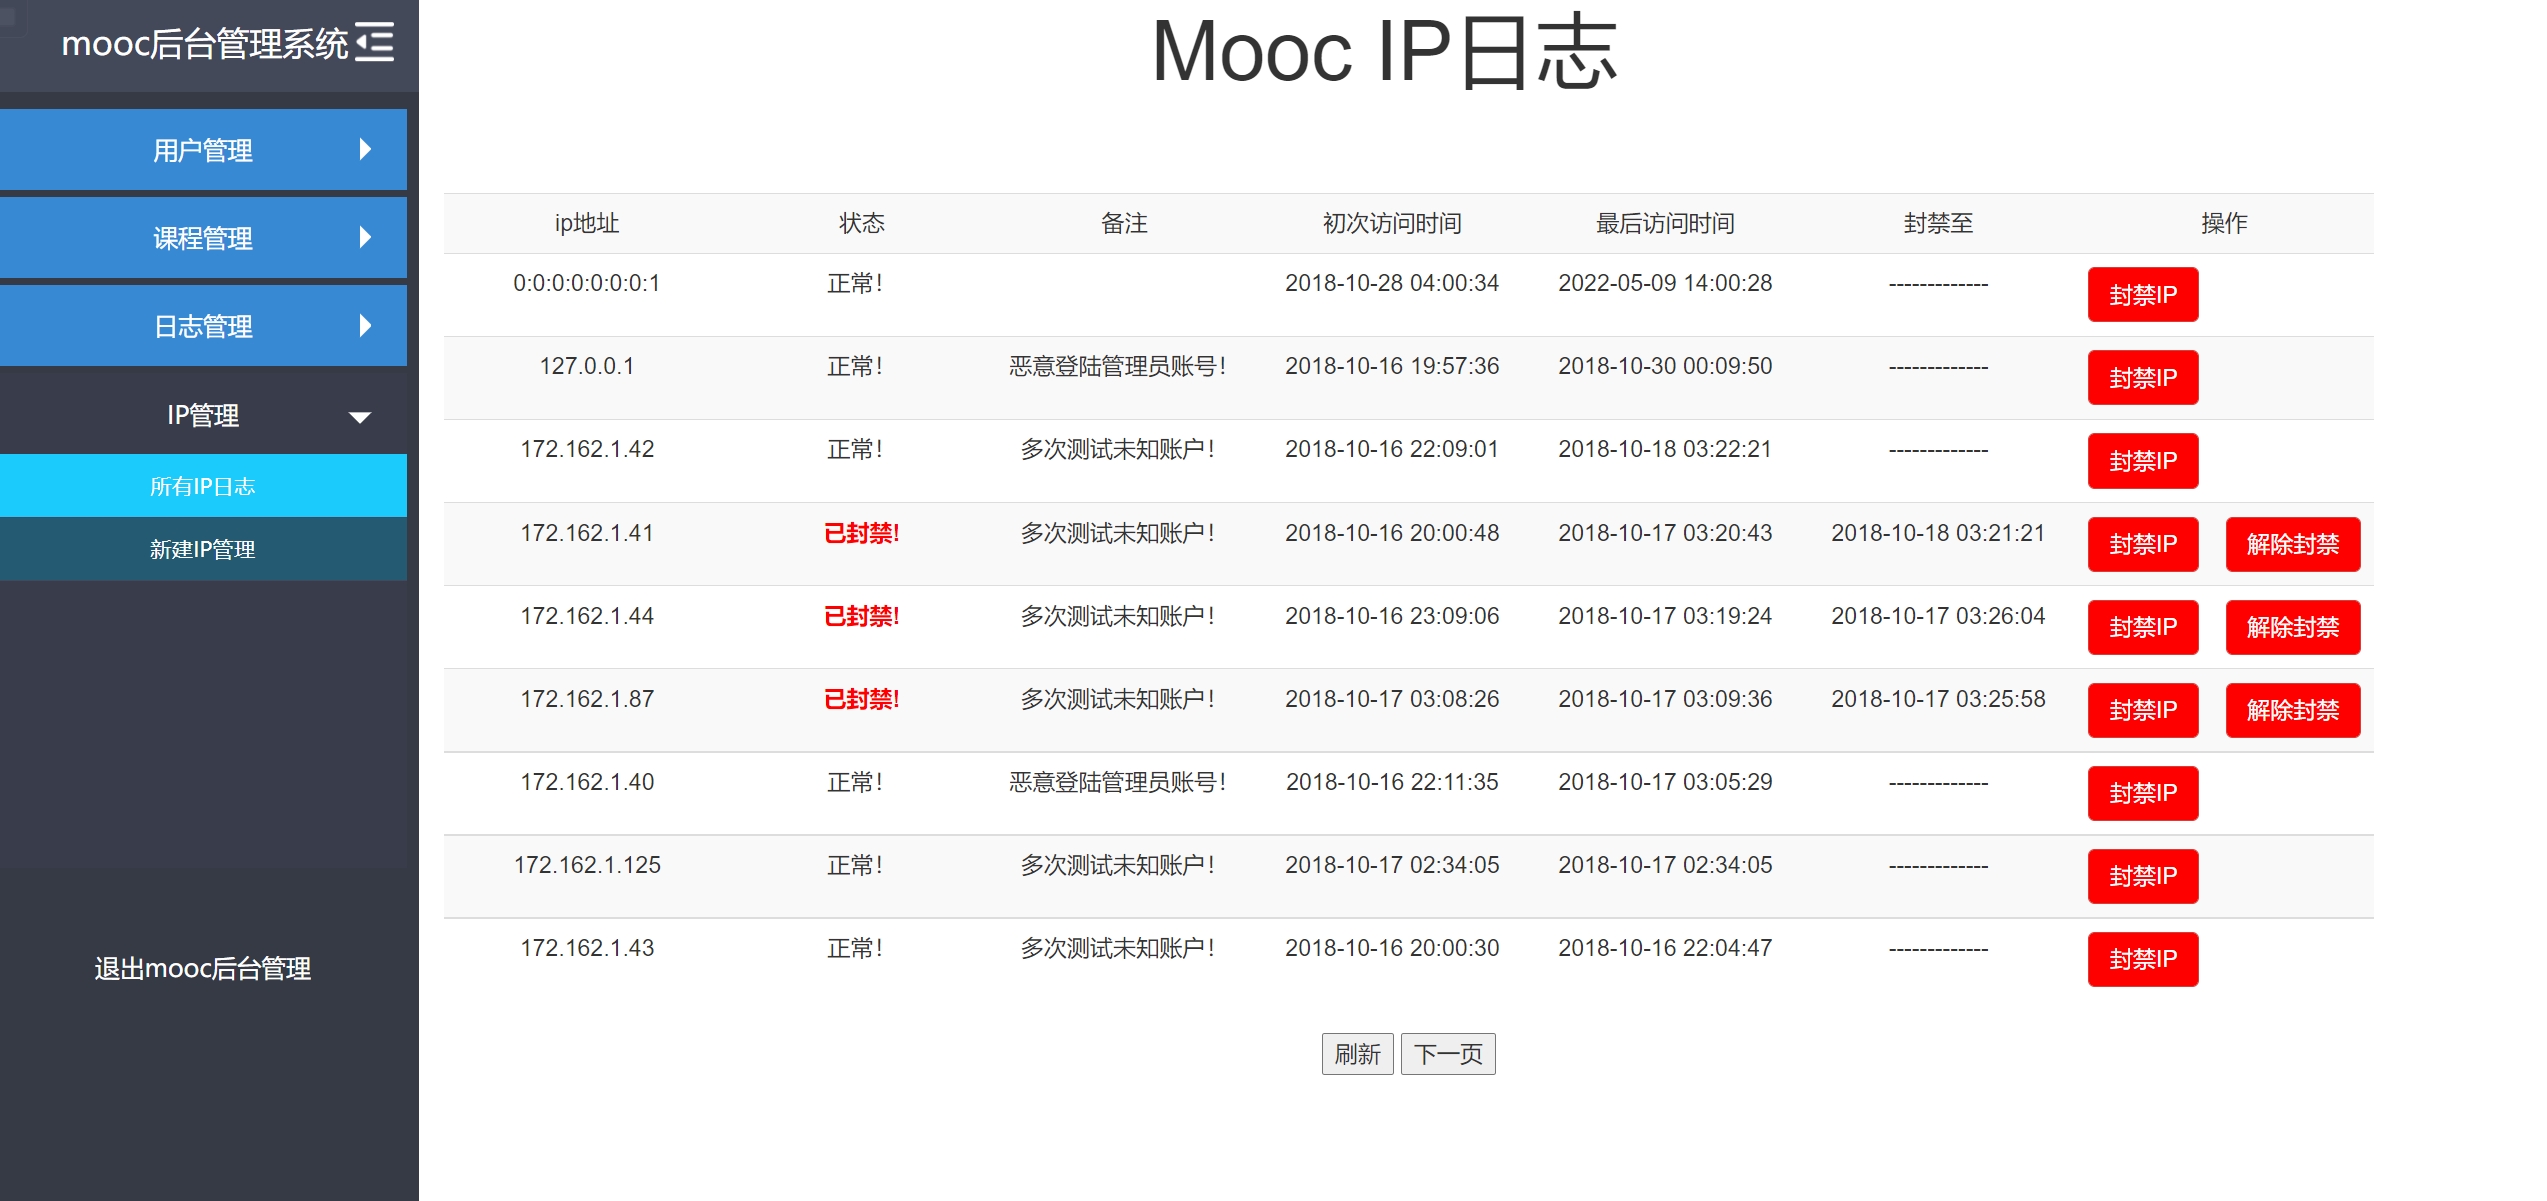 mooc后台管理系统
用户管理
课程管理
日志管理
IP管理
所有IP日志
新建IP管理
退出mooc后台管理
Mooc IP日志
ip地址 状态 备注 初次访问时间 最后访问时间 封禁至 操作
0:0:0:0:0:0:0:1 正常！ 2018-10-28 04:00:34 2022-05-09 14:00:28 ------------- 封禁IP
127.0.0.1 正常！ 恶意登陆管理员账号！ 2018-10-16 19:57:36 2018-10-30 00:09:50 ------------- 封禁IP
172.162.1.42 正常！ 多次测试未知账户！ 2018-10-16 22:09:01 2018-10-18 03:22:21 ------------- 封禁IP
172.162.1.41 已封禁! 多次测试未知账户！ 2018-10-16 20:00:48 2018-10-17 03:20:43 2018-10-18 03:21:21 封禁IP 解除封禁
172.162.1.44 已封禁! 多次测试未知账户！ 2018-10-16 23:09:06 2018-10-17 03:19:24 2018-10-17 03:26:04 封禁IP 解除封禁
172.162.1.87 已封禁! 多次测试未知账户！ 2018-10-17 03:08:26 2018-10-17 03:09:36 2018-10-17 03:25:58 封禁IP 解除封禁
172.162.1.40 正常！ 恶意登陆管理员账号！ 2018-10-16 22:11:35 2018-10-17 03:05:29 ------------- 封禁IP
172.162.1.125 正常！ 多次测试未知账户！ 2018-10-17 02:34:05 2018-10-17 02:34:05 ------------- 封禁IP
172.162.1.43 正常！ 多次测试未知账户！ 2018-10-16 20:00:30 2018-10-16 22:04:47 ------------- 封禁IP
刷新 下一页